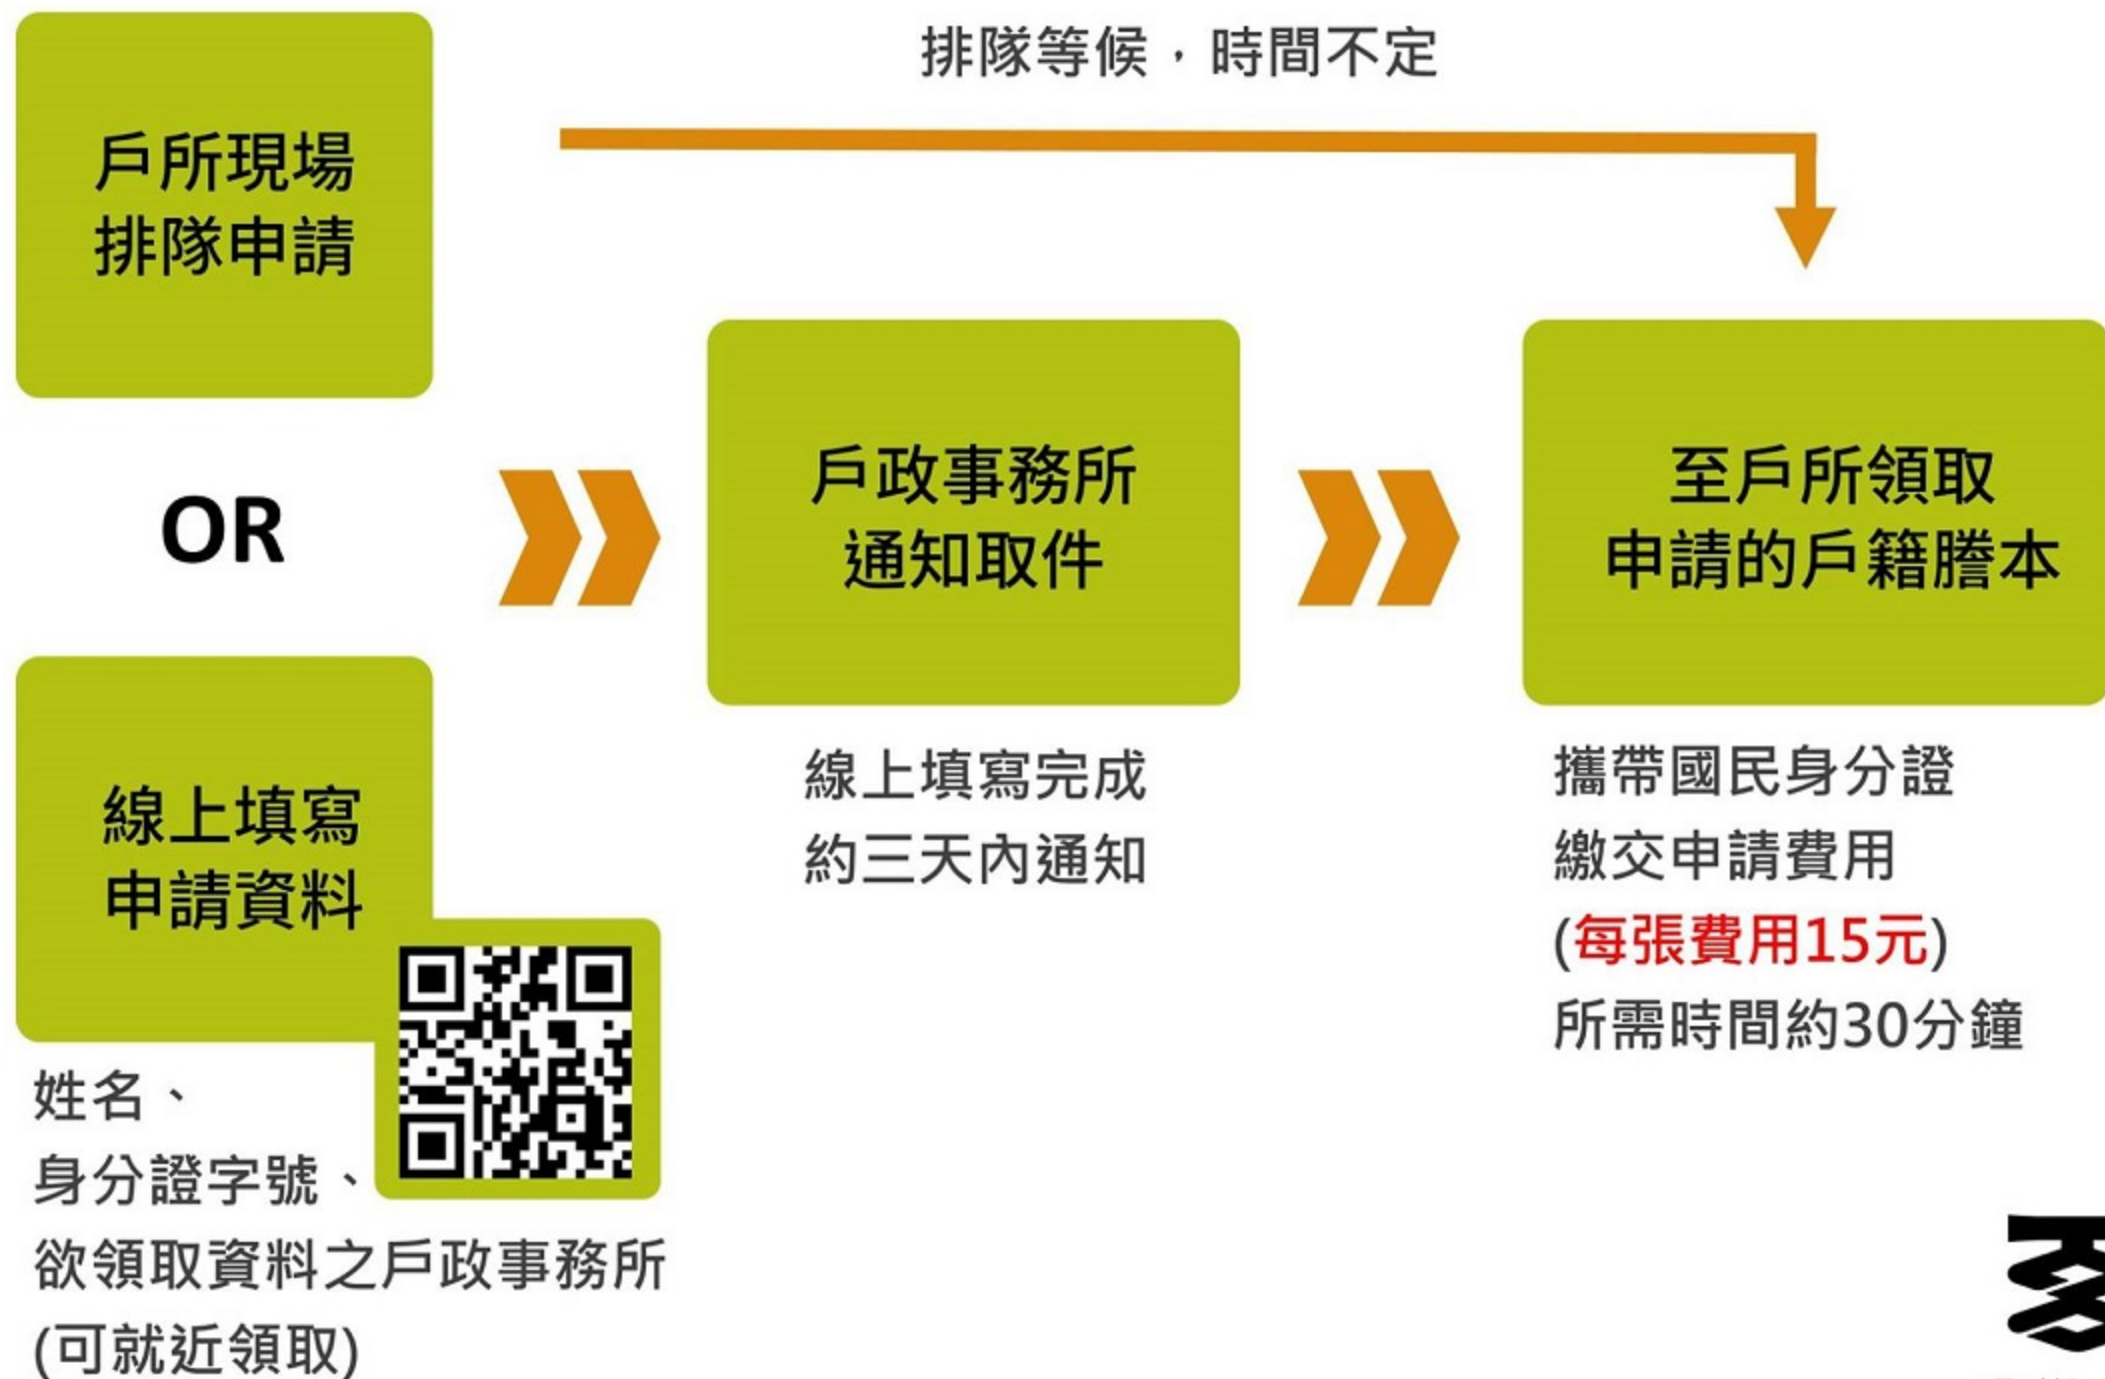 排隊等候，時間不定
戶所現場
排隊申請
OR
線上填寫
申請資料
姓名、
身分證字號、
欲領取資料之戶政事務所
(可就近領取)
戶政事務所
通知取件
線上填寫完成
約三天內通知
至戶所領取
申請的戶籍謄本
攜帶國民身分證
繳交申請費用
(每張費用15元)
所需時間約30分鐘